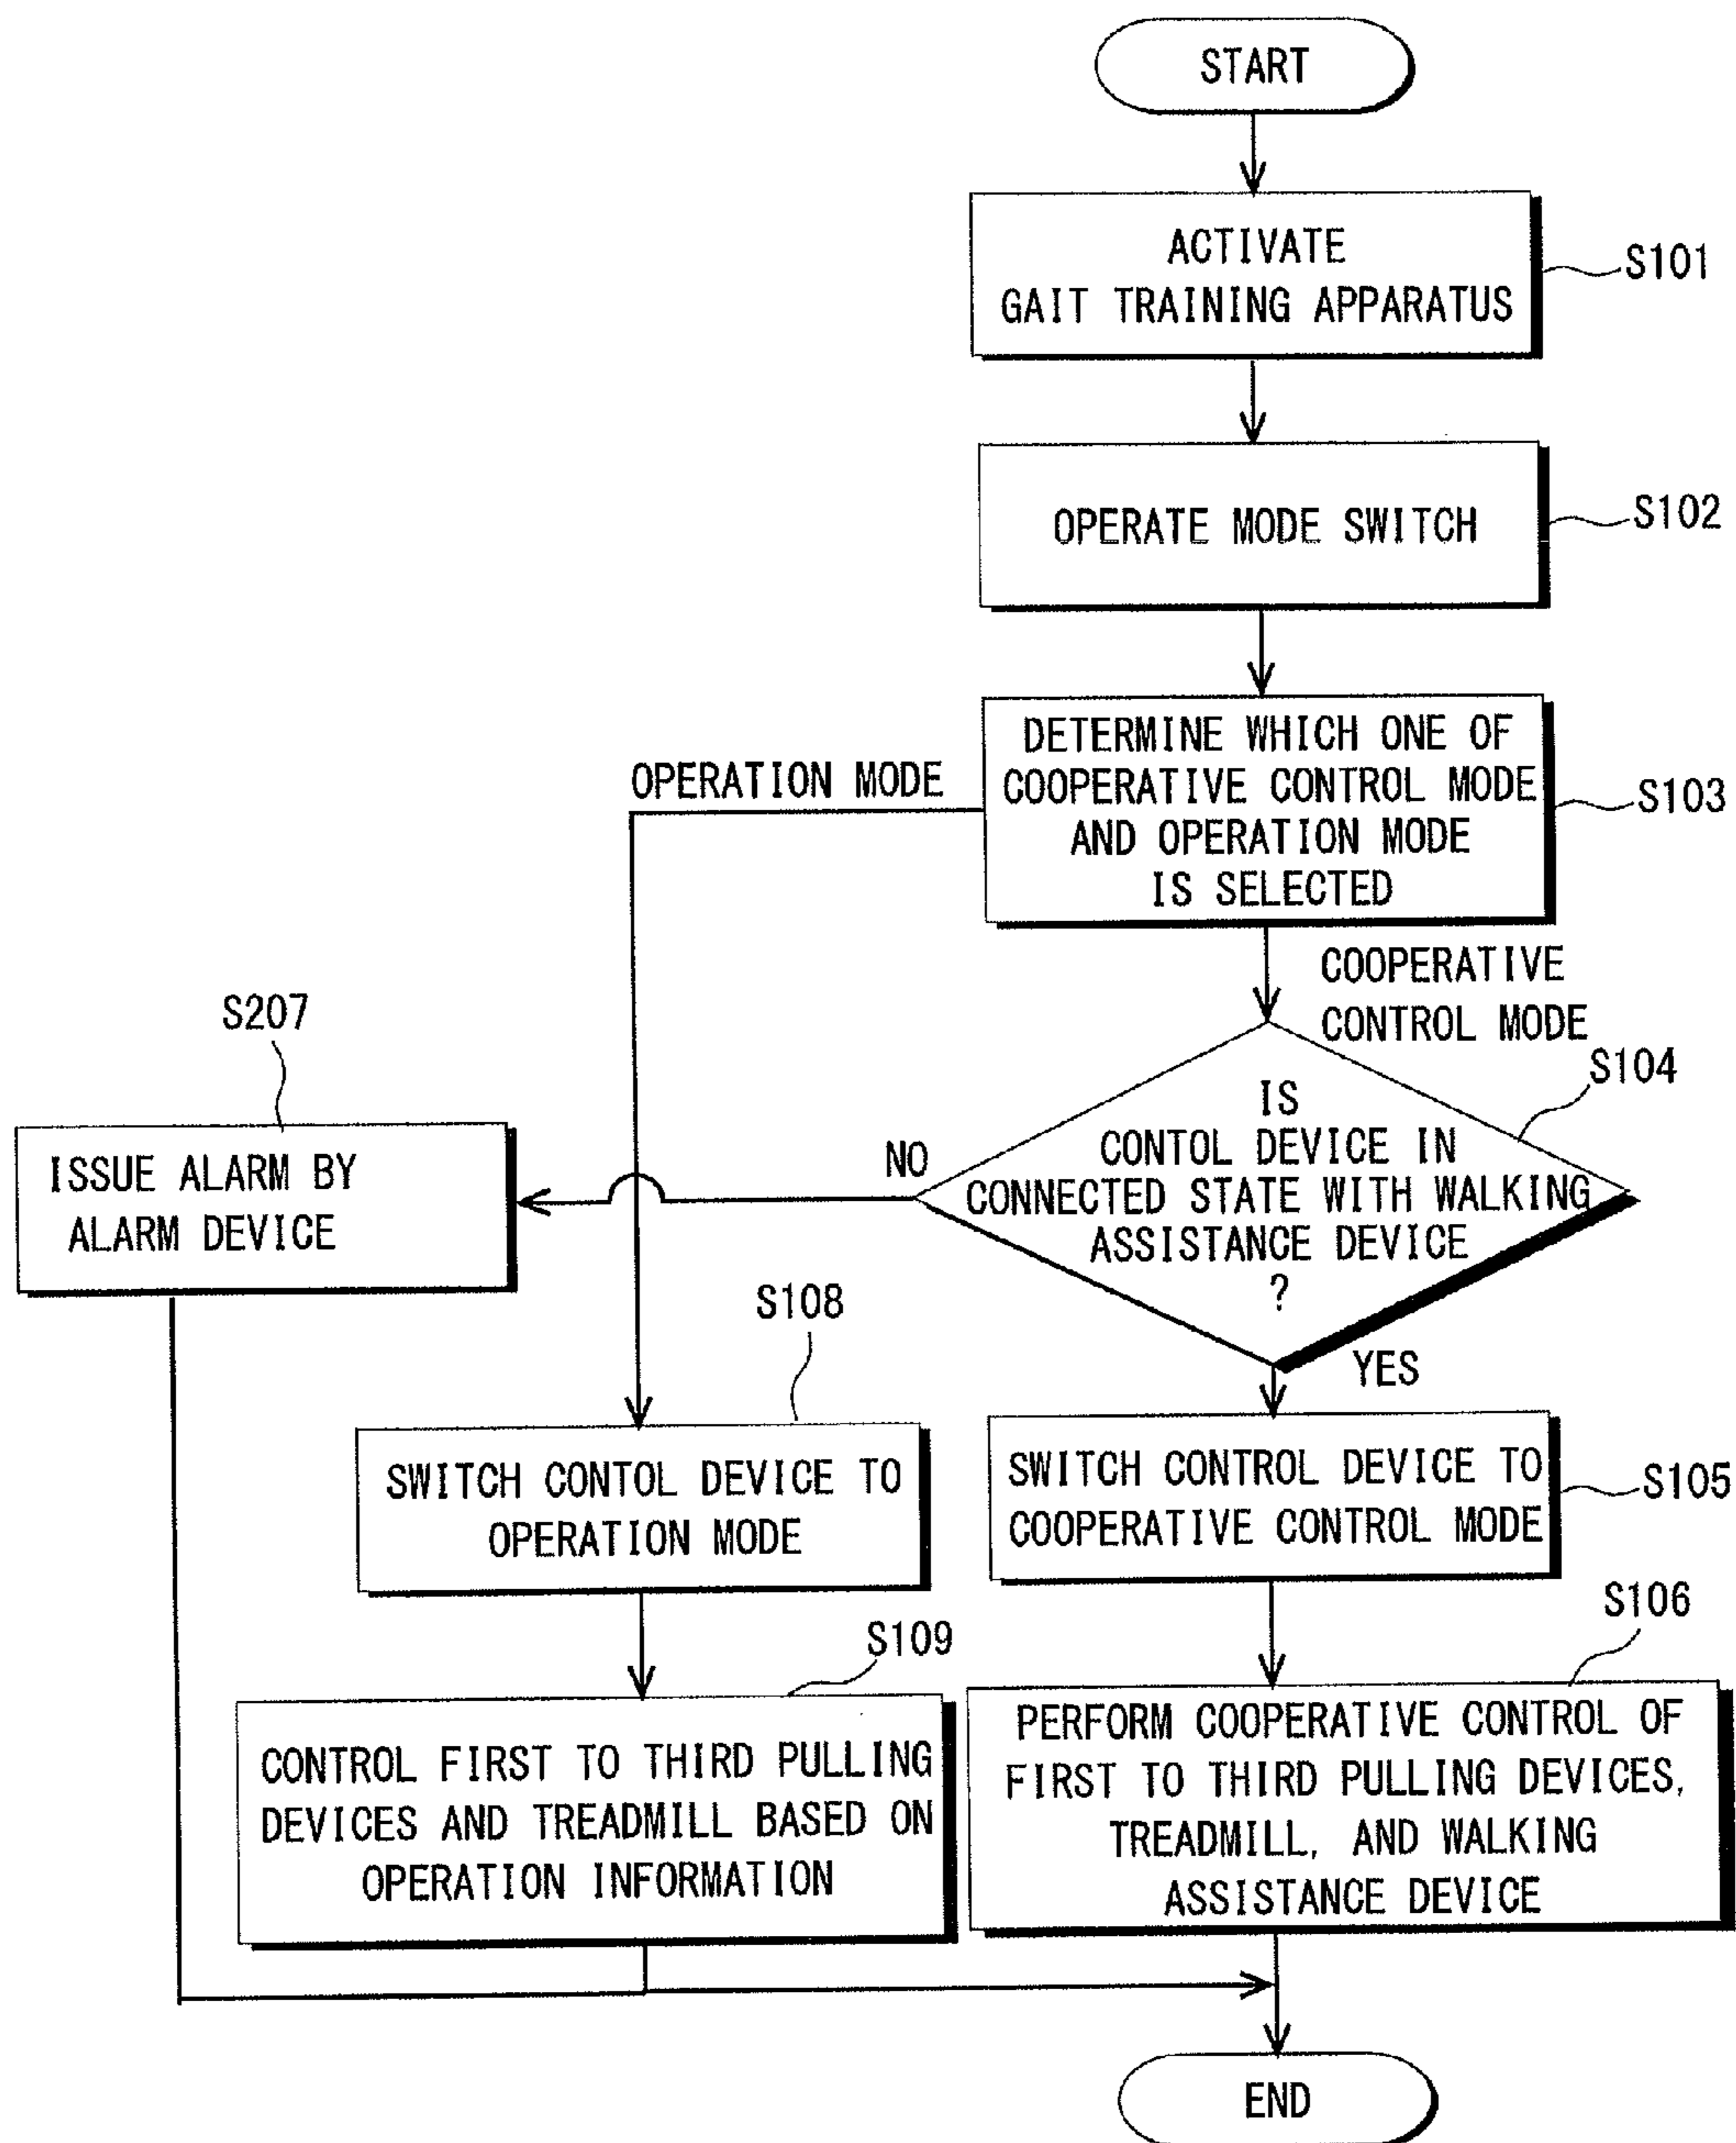 START
ACTIVATE
GAIT TRAINING APPARATUS
S101
OPERATE MODE SWITCH
S102
DETERMINE WHICH ONE OF
COOPERATIVE CONTROL MODE
AND OPERATION MODE
IS SELECTED
S103
OPERATION MODE
COOPERATIVE
CONTROL MODE
S207
S104
IS
CONTOL DEVICE IN
CONNECTED STATE WITH WALKING
ASSISTANCE DEVICE
?
NO
ISSUE ALARM BY
ALARM DEVICE
YES
S108
SWITCH CONTOL DEVICE TO
OPERATION MODE
SWITCH CONTROL DEVICE TO
COOPERATIVE CONTROL MODE
S105
S109
S106
CONTROL FIRST TO THIRD PULLING
DEVICES AND TREADMILL BASED ON
OPERATION INFORMATION
PERFORM COOPERATIVE CONTROL OF
FIRST TO THIRD PULLING DEVICES,
TREADMILL, AND WALKING
ASSISTANCE DEVICE
END